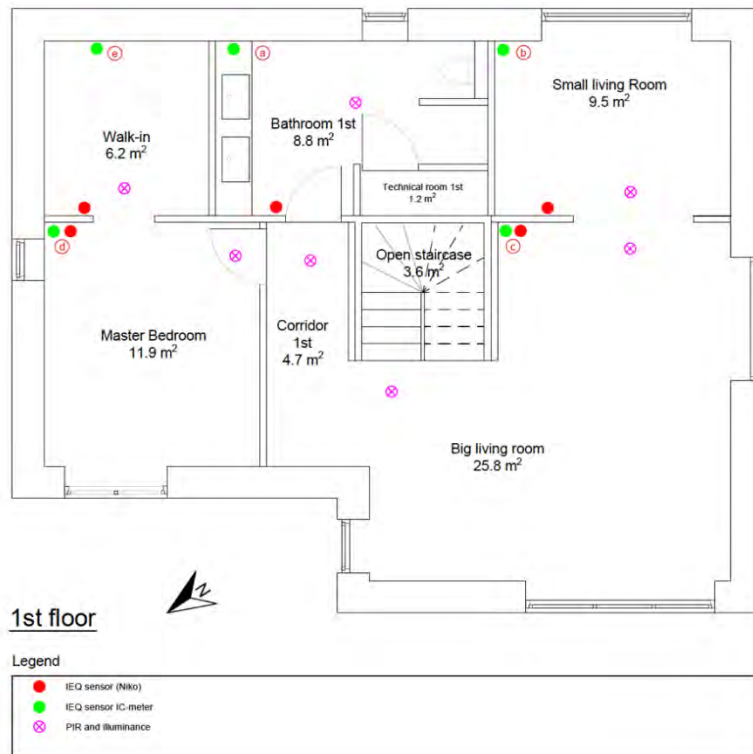 e
a
b
Small living Room
9.5 m²
Bathroom 1st
8.8 m²
Walk-in
6.2 m²
Technical room 1st
1.2 m²
d
c
Open staircase
3.6 m²
Master Bedroom
11.9 m²
Corridor
1st
4.7 m²
Big living room
25.8 m²
N
1st floor
Legend
IEQ sensor (Niko)
IEQ sensor IC-meter
PIR and illuminance